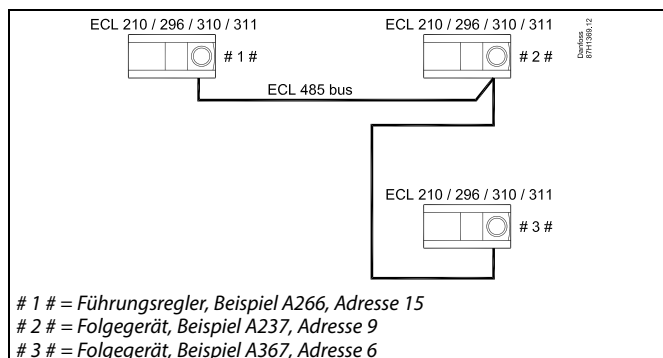 ECL 210 / 296 / 310 / 311
# 1 #
ECL 210 / 296 / 310 / 311
# 2 #
Danfoss
87H1369.12
ECL 485 bus
ECL 210 / 296 / 310 / 311
# 3 #
# 1 # = Führungsregler, Beispiel A266, Adresse 15
# 2 # = Folgegerät, Beispiel A237, Adresse 9
# 3 # = Folgegerät, Beispiel A367, Adresse 6